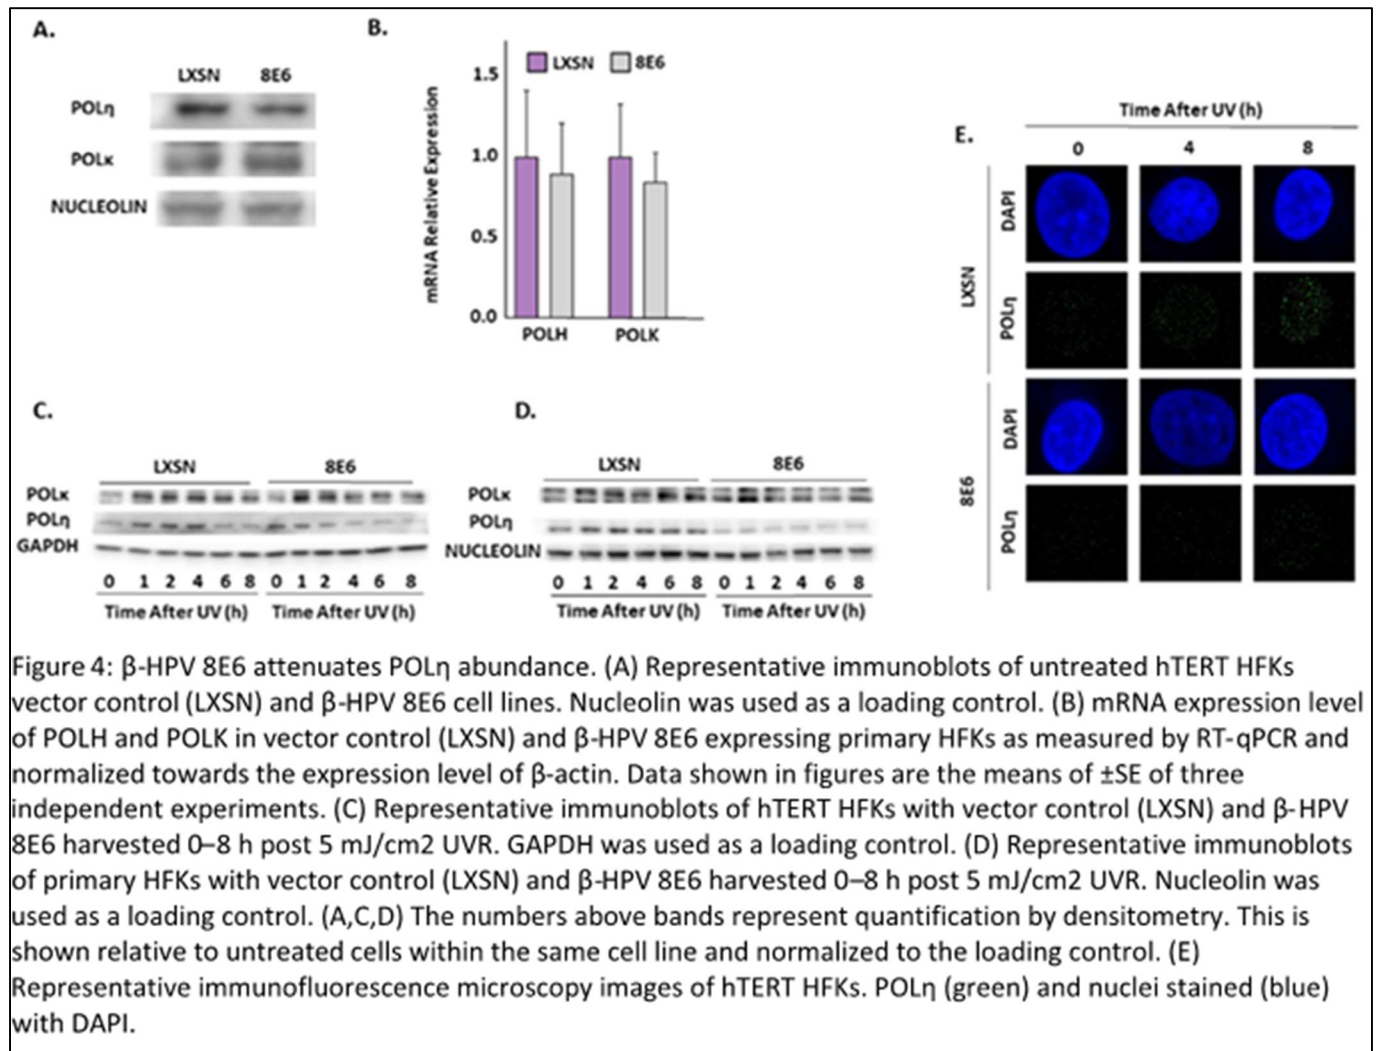 A.
LXSN 8E6
POLη
POLκ
NUCLEOLIN
B.
LXSN 8E6
mRNA Relative Expression
1.5
1.0
0.5
0.0
POLH POLK
C.
LXSN 8E6
POLκ
POLη
GAPDH
0 1 2 4 6 8 0 1 2 4 6 8
Time After UV (h) Time After UV (h)
D.
LXSN 8E6
POLκ
POLη
NUCLEOLIN
0 1 2 4 6 8 0 1 2 4 6 8
Time After UV (h) Time After UV (h)
E.
Time After UV (h)
0 4 8
LXSN
DAPI
POLη
8E6
DAPI
POLη
Figure 4: β-HPV 8E6 attenuates POLη abundance. (A) Representative immunoblots of untreated hTERT HFKs
vector control (LXSN) and β-HPV 8E6 cell lines. Nucleolin was used as a loading control. (B) mRNA expression level
of POLH and POLK in vector control (LXSN) and β-HPV 8E6 expressing primary HFKs as measured by RT-qPCR and
normalized towards the expression level of β-actin. Data shown in figures are the means of ±SE of three
independent experiments. (C) Representative immunoblots of hTERT HFKs with vector control (LXSN) and β-HPV
8E6 harvested 0–8 h post 5 mJ/cm2 UVR. GAPDH was used as a loading control. (D) Representative immunoblots
of primary HFKs with vector control (LXSN) and β-HPV 8E6 harvested 0–8 h post 5 mJ/cm2 UVR. Nucleolin was
used as a loading control. (A,C,D) The numbers above bands represent quantification by densitometry. This is
shown relative to untreated cells within the same cell line and normalized to the loading control. (E)
Representative immunofluorescence microscopy images of hTERT HFKs. POLη (green) and nuclei stained (blue)
with DAPI.